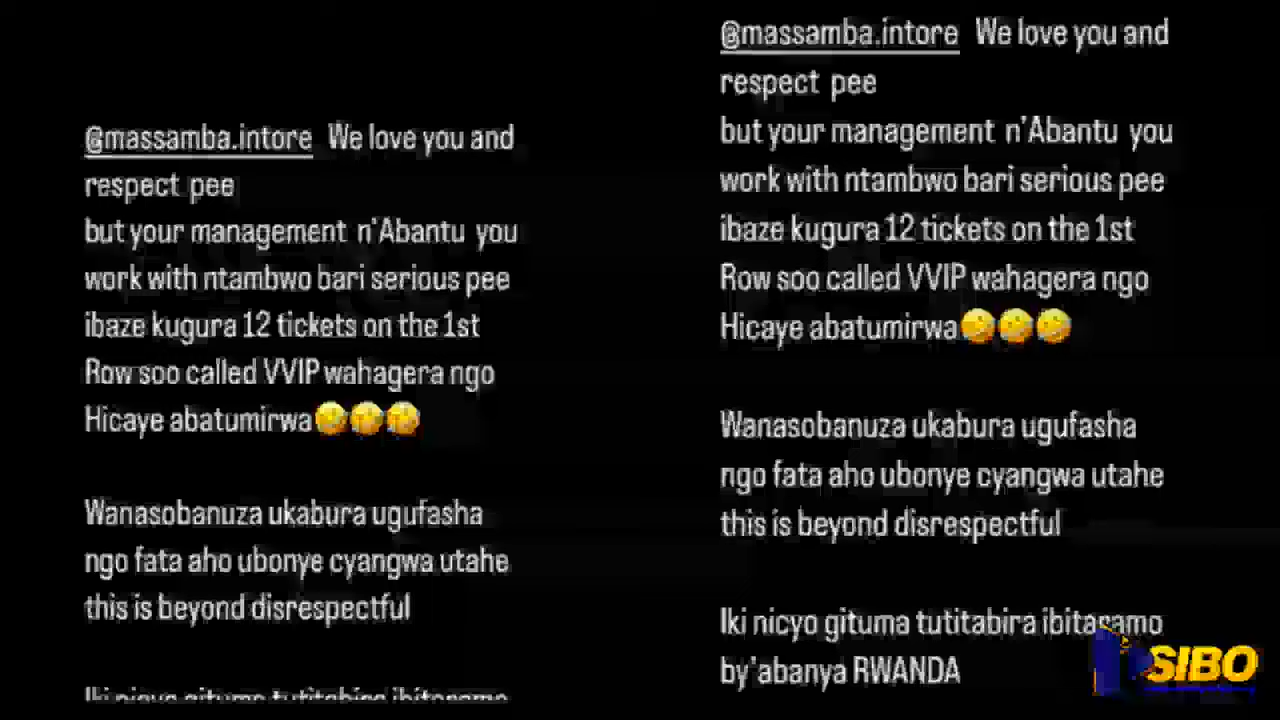 @massamba.intore We love you and
respect pee
but your management n'Abantu you
work with ntambwo bari serious pee
ibaze kugura 12 tickets on the 1st
Row soo called VVIP wahagera ngo
Hicaye abatumirwa🫤🫤🫤
Wanasobanuza ukabura ugufasha
ngo fata aho ubonye cyangwa utahe
this is beyond disrespectful
Iki nicyo gituma tutitabira ibitaramo
@massamba.intore We love you and
respect pee
but your management n'Abantu you
work with ntambwo bari serious pee
ibaze kugura 12 tickets on the 1st
Row soo called VVIP wahagera ngo
Hicaye abatumirwa🫤🫤🫤
Wanasobanuza ukabura ugufasha
ngo fata aho ubonye cyangwa utahe
this is beyond disrespectful
Iki nicyo gituma tutitabira ibitaramo
by'abanya RWANDA
SIBO